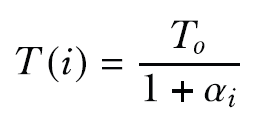 T(i) = T_o / (1 + α_i)